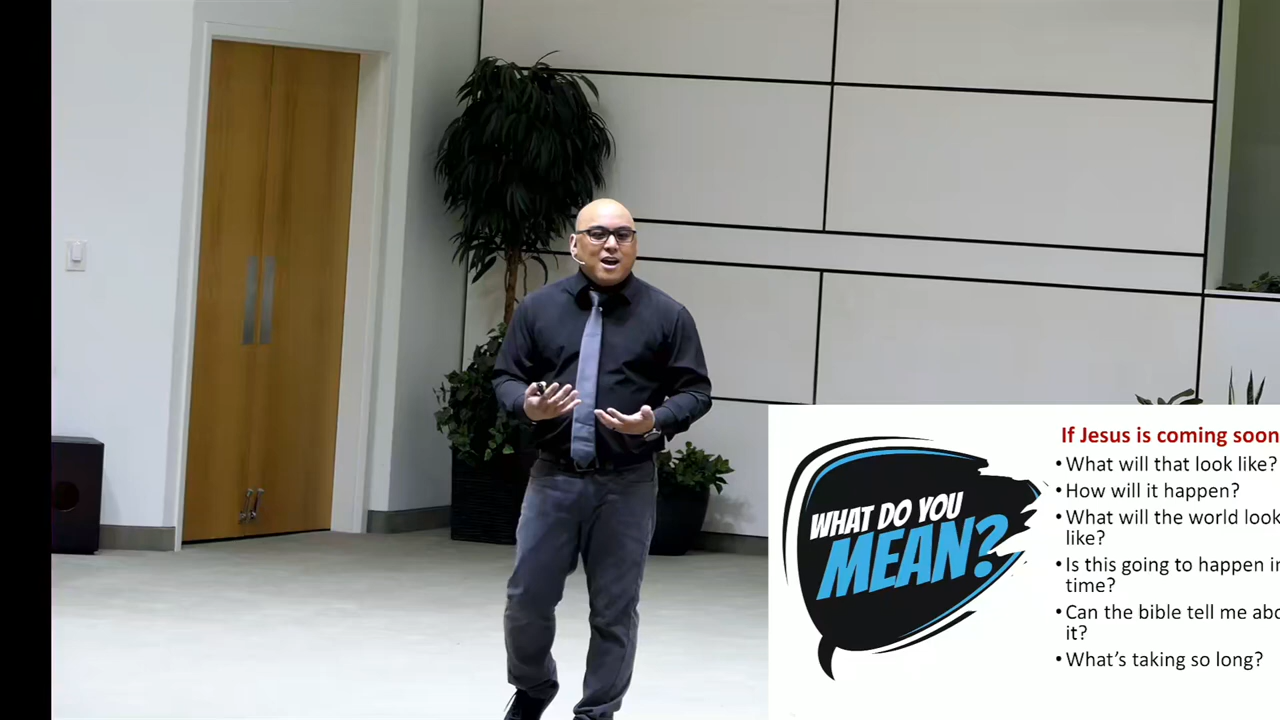 WHAT DO YOU
MEAN?
If Jesus is coming soon
•What will that look like?
•How will it happen?
•What will the world look
like?
•Is this going to happen in
time?
•Can the bible tell me
it?
•What's taking so long?